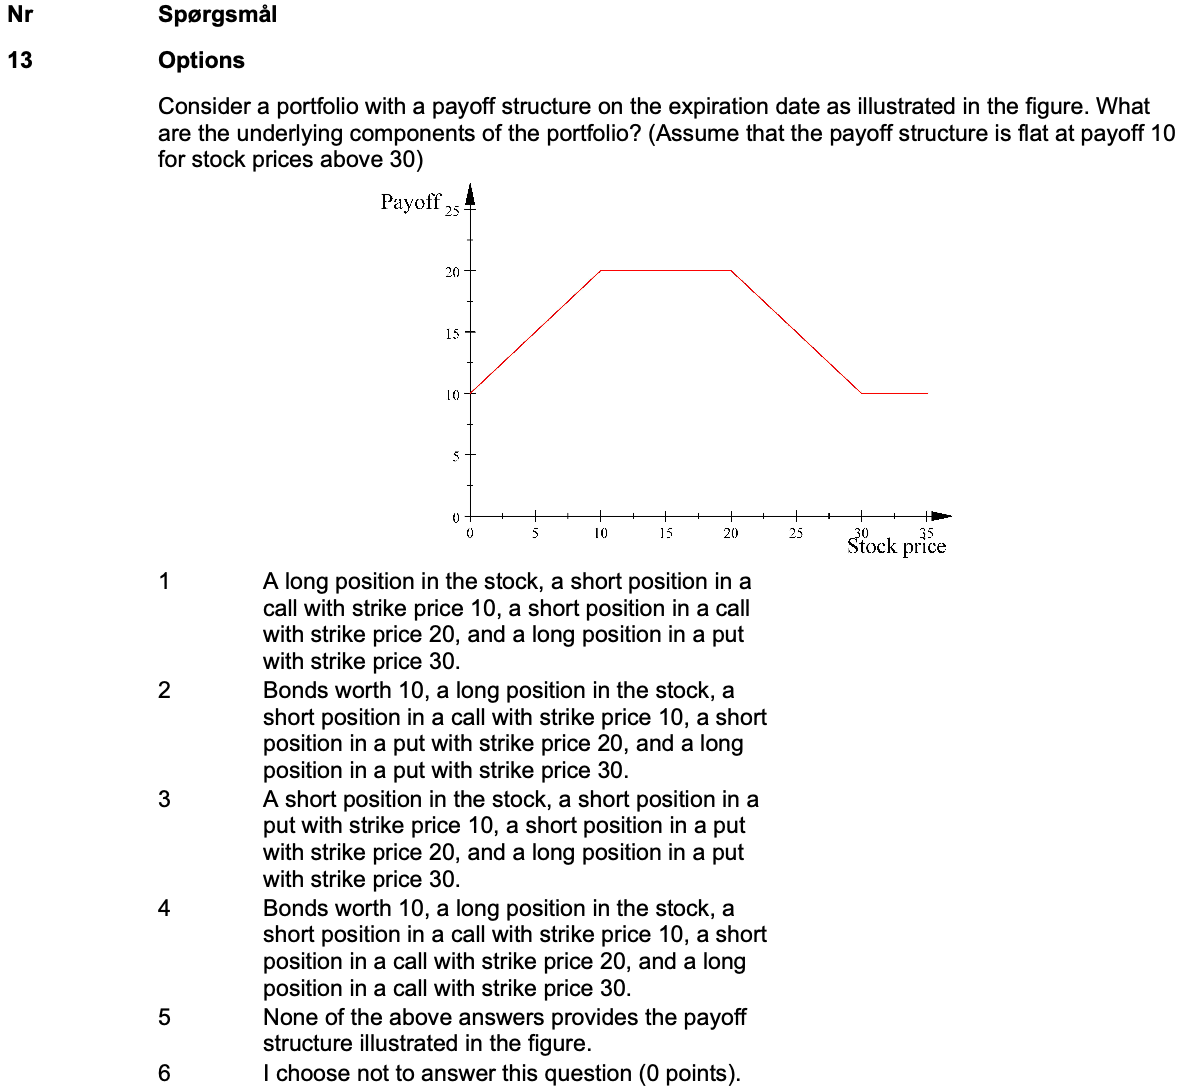 Nr Spørgsmål
13 Options
Consider a portfolio with a payoff structure on the expiration date as illustrated in the figure. What
are the underlying components of the portfolio? (Assume that the payoff structure is flat at payoff 10
for stock prices above 30)
Payoff
25
20
15
10
5
0
0 5 10 15 20 25 30 35
Stock price
1 A long position in the stock, a short position in a
call with strike price 10, a short position in a call
with strike price 20, and a long position in a put
with strike price 30.
2 Bonds worth 10, a long position in the stock, a
short position in a call with strike price 10, a short
position in a put with strike price 20, and a long
position in a put with strike price 30.
3 A short position in the stock, a short position in a
put with strike price 10, a short position in a put
with strike price 20, and a long position in a put
with strike price 30.
4 Bonds worth 10, a long position in the stock, a
short position in a call with strike price 10, a short
position in a call with strike price 20, and a long
position in a call with strike price 30.
5 None of the above answers provides the payoff
structure illustrated in the figure.
6 I choose not to answer this question (0 points).